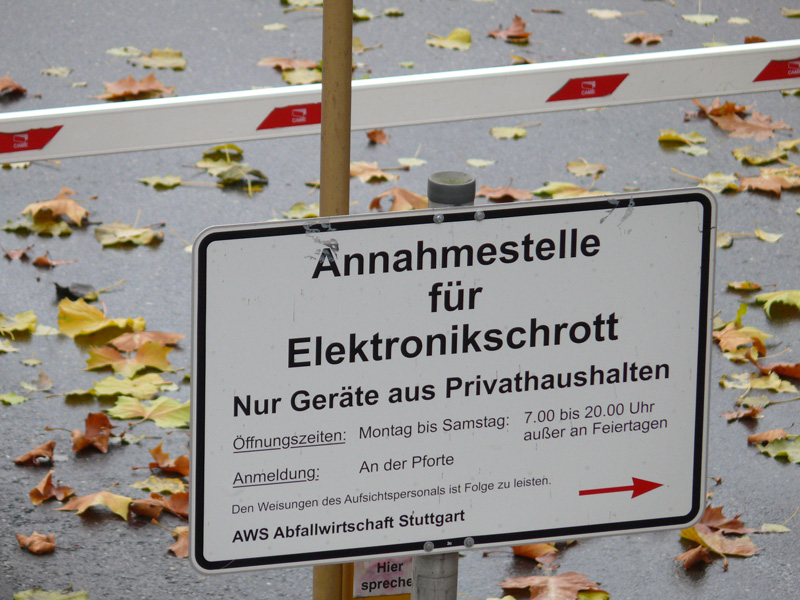 Annahmestelle
für
Elektronikschrott
Nur Geräte aus Privathaushalten
Öffnungszeiten: Montag bis Samstag: 7.00 bis 20.00 Uhr
außer an Feiertagen
Anmeldung: An der Pforte
Den Weisungen des Aufsichtspersonals ist Folge zu leisten.
AWS Abfallwirtschaft Stuttgart
Hier
spreche